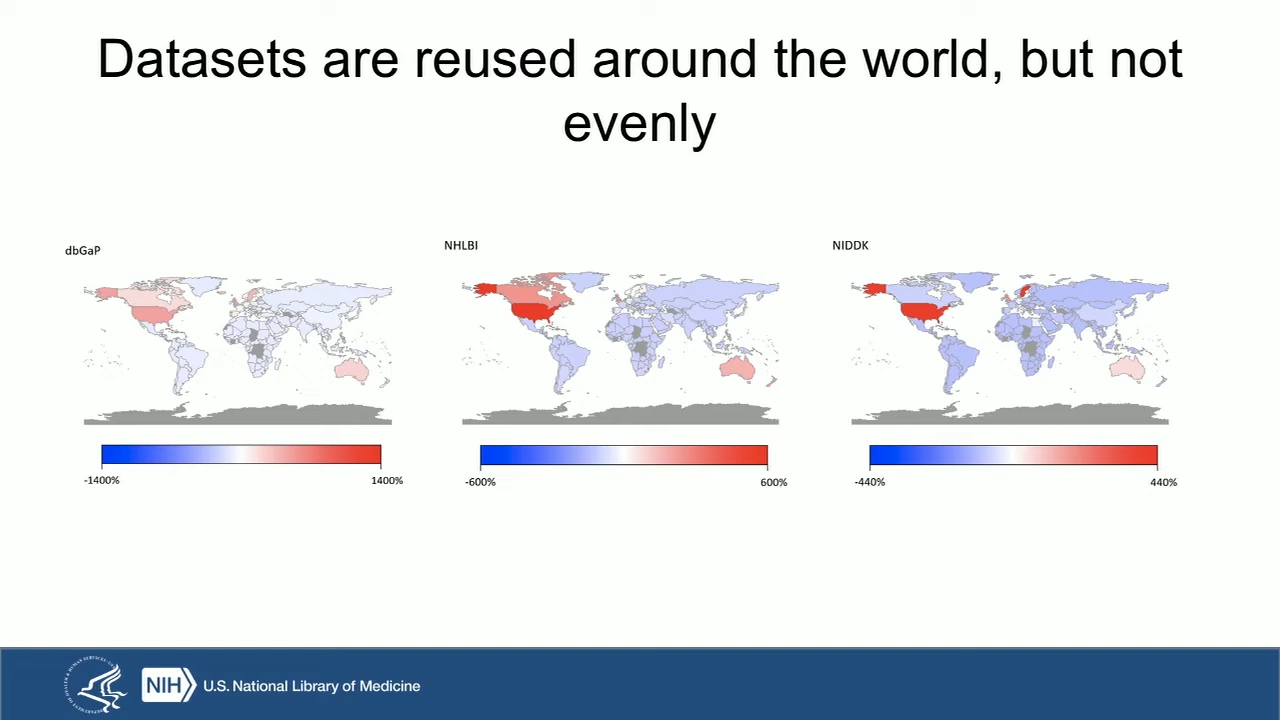 Datasets are reused around the world, but not
evenly
dbGaP
NHLBI
NIDDK
-1400%
1400%
-600%
600%
-440%
440%
NIH
U.S. National Library of Medicine